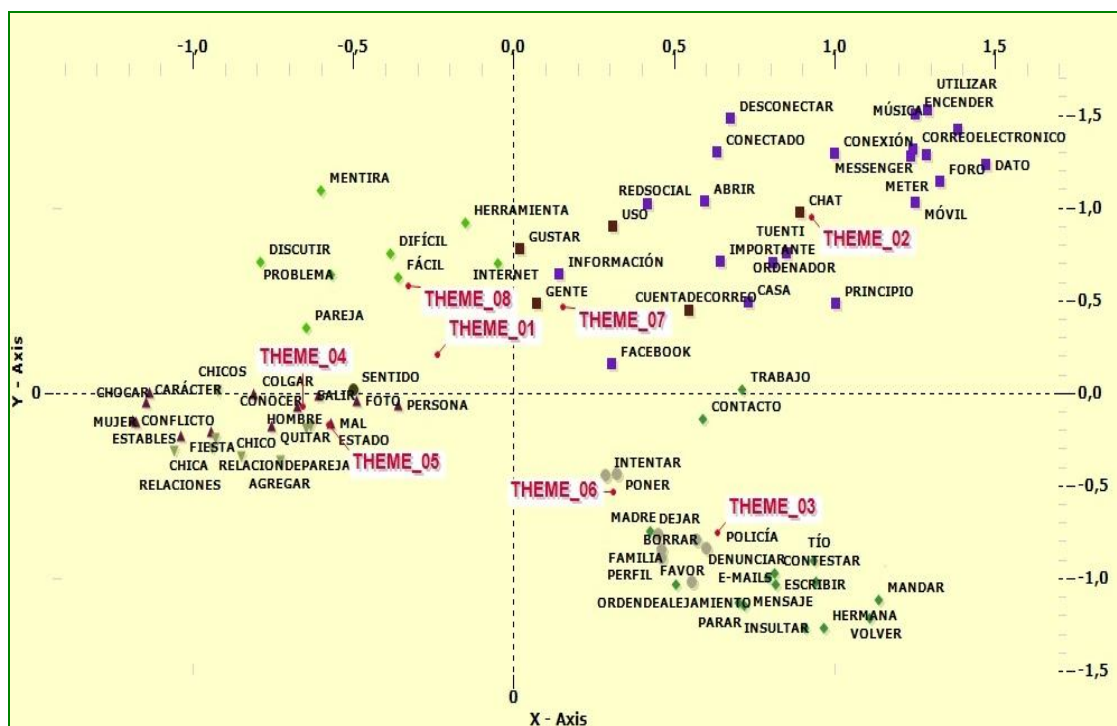 -1,0 -0,5 0,0 0,5 1,0 1,5
UTILIZAR
DESCONECTAR MÚSICA ENCENDER
1,5
CONECTADO CONEXIÓN CORREOELECTRONICO
MESSENGER FORO DATO
MENTIRA REDSOCIAL ABRIR METER
CHAT MÓVIL
1,0
HERRAMIENTA USO
TUENTI THEME_02
DISCUTIR DIFÍCIL GUSTAR
IMPORTANTE
PROBLEMA FÁCIL INTERNET INFORMACIÓN ORDENADOR
CASA PRINCIPIO
THEME_08 GENTE CUENTADECORREO
0,5
PAREJA THEME_01 THEME_07
THEME_04
FACEBOOK
CHICOS SENTIDO TRABAJO
COLGAR
CHOCAR CARÁCTER SALIR
0 0
CONOCER FOTO PERSONA
CONTACTO
MUJER CONFLICTO HOMBRE MAL
ESTABLES FIESTA CHICO QUITAR ESTADO
CHICA RELACIONDEPAREJA THEME_05 INTENTAR
RELACIONES AGREGAR
THEME_06 PONER
-0,5
THEME_03
MADRE DEJAR
BORRAR POLICÍA TÍO
FAMILIA DENUNCIAR CONTESTAR
PERFIL FAVOR E-MAILS ESCRIBIR
-1,0
MANDAR
ORDENDEALEJAMIENTO MENSAJE
PARAR INSULTAR HERMANA
VOLVER
-1,5
0
X - Axis
Y - Axis